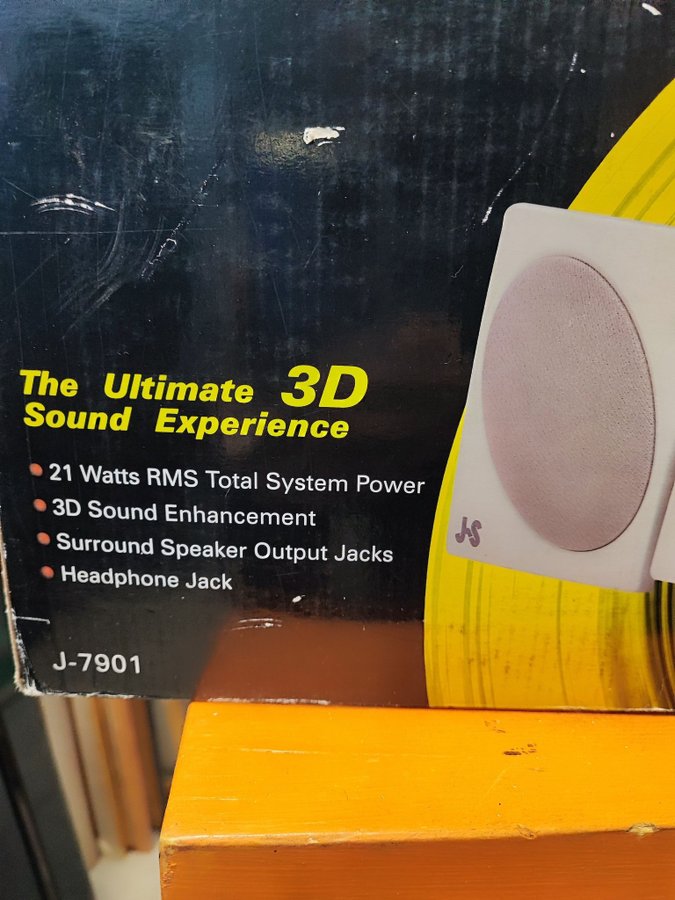 The Ultimate 3D
Sound Experience
21 Watts RMS Total System Power
3D Sound Enhancement
Surround Speaker Output Jacks
Headphone Jack
JS
J-7901